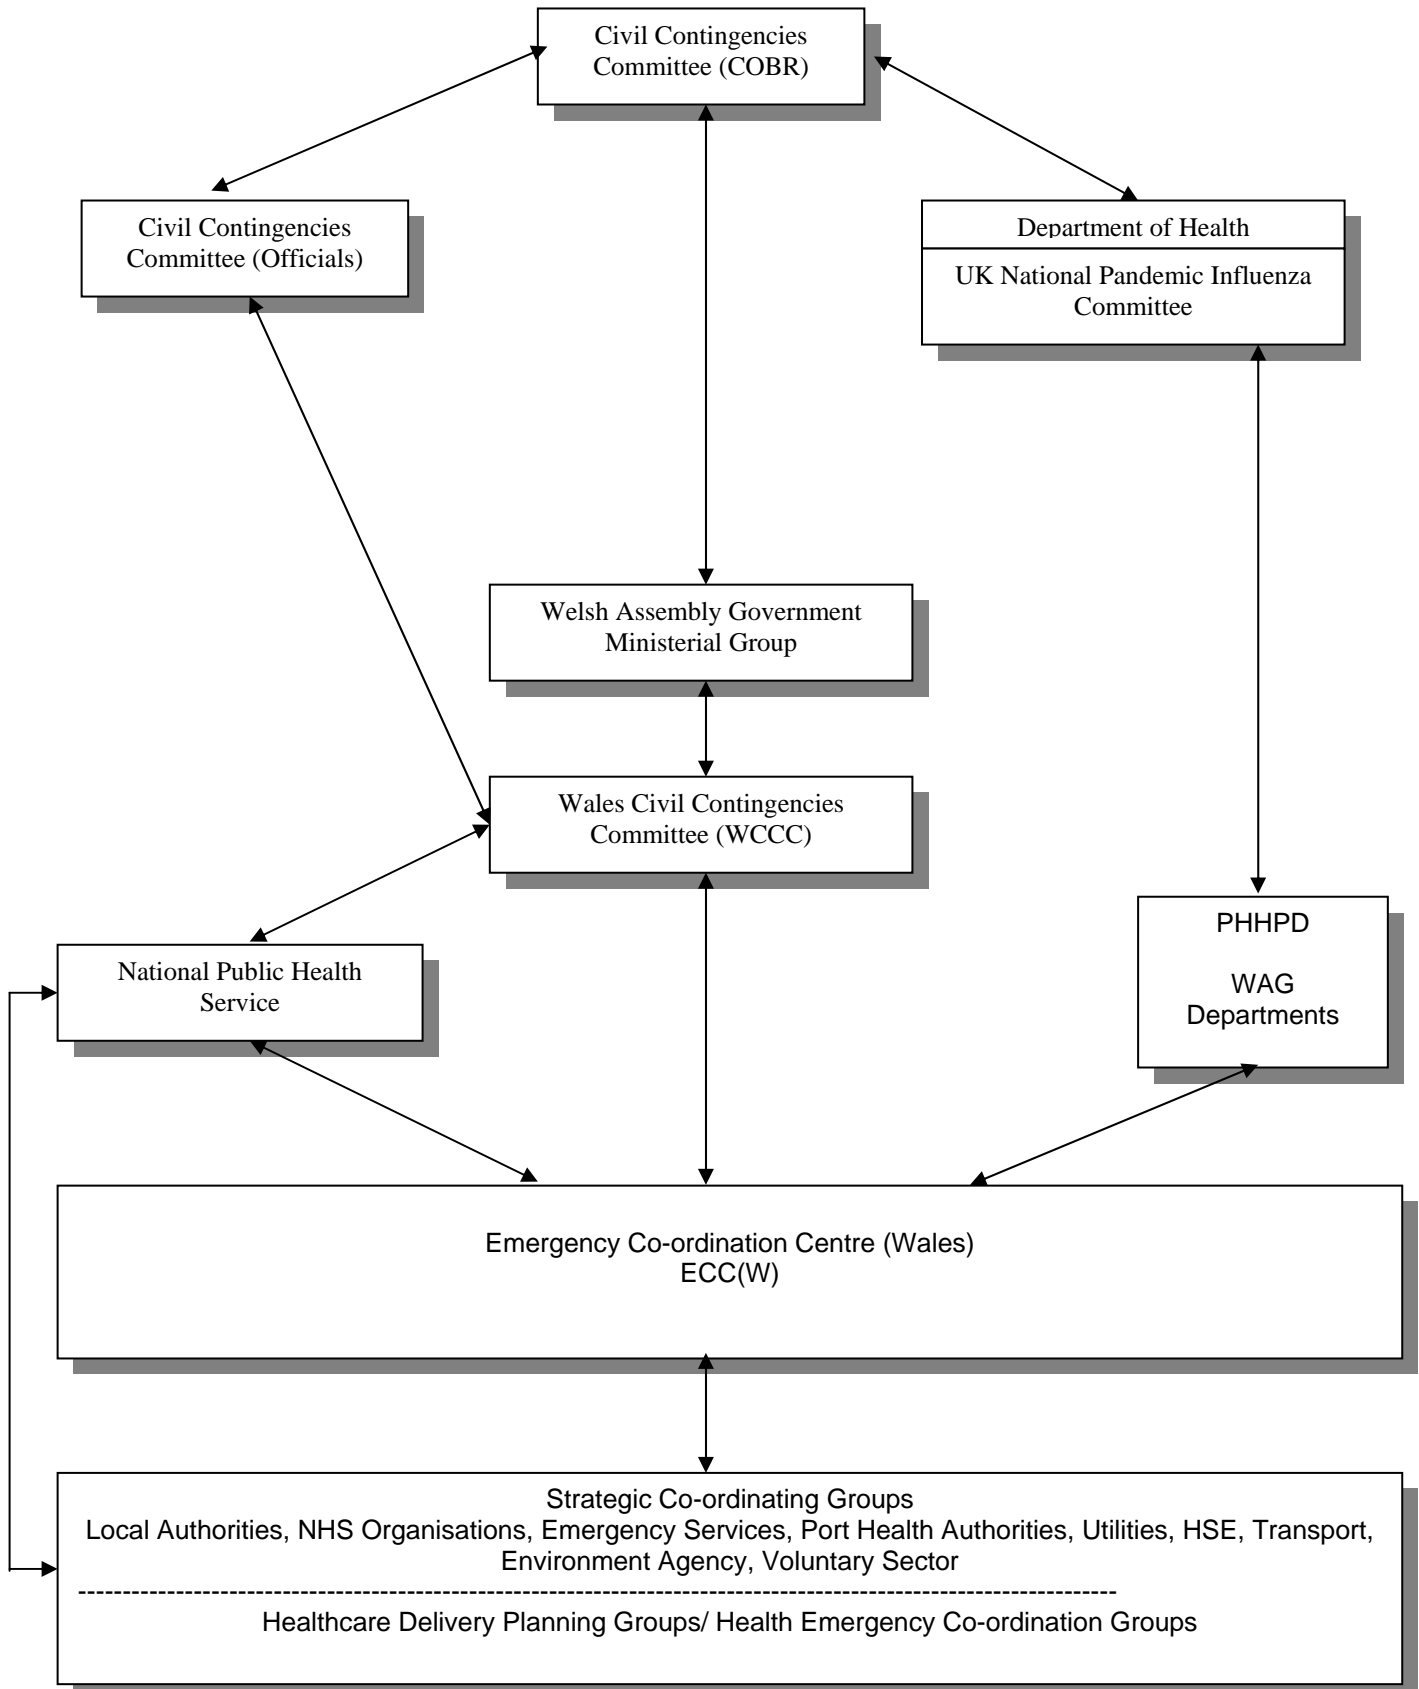 Civil Contingencies
Committee (COBR)
Civil Contingencies
Committee (Officials)
Department of Health
UK National Pandemic Influenza
Committee
Welsh Assembly Government
Ministerial Group
Wales Civil Contingencies
Committee (WCCC)
National Public Health
Service
PHHPD
WAG
Departments
Emergency Co-ordination Centre (Wales)
ECC(W)
Strategic Co-ordinating Groups
Local Authorities, NHS Organisations, Emergency Services, Port Health Authorities, Utilities, HSE, Transport,
Environment Agency, Voluntary Sector
Healthcare Delivery Planning Groups/ Health Emergency Co-ordination Groups